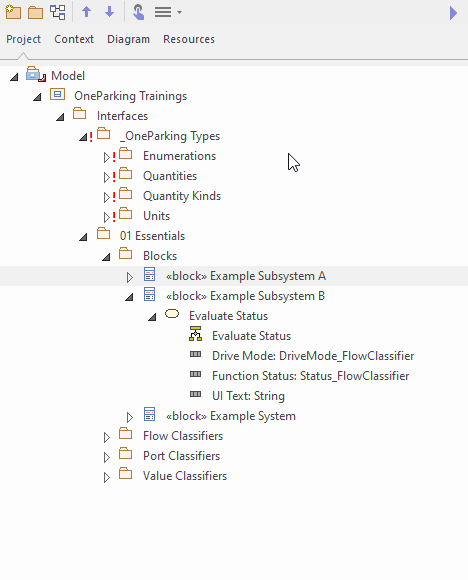 Project Context Diagram Resources
Model
OneParking Trainings
Interfaces
_OneParking Types
Enumerations
Quantities
Quantity Kinds
Units
01 Essentials
Blocks
«block» Example Subsystem A
«block» Example Subsystem B
Evaluate Status
Evaluate Status
Drive Mode: DriveMode_FlowClassifier
Function Status: Status_FlowClassifier
UI Text: String
«block» Example System
Flow Classifiers
Port Classifiers
Value Classifiers